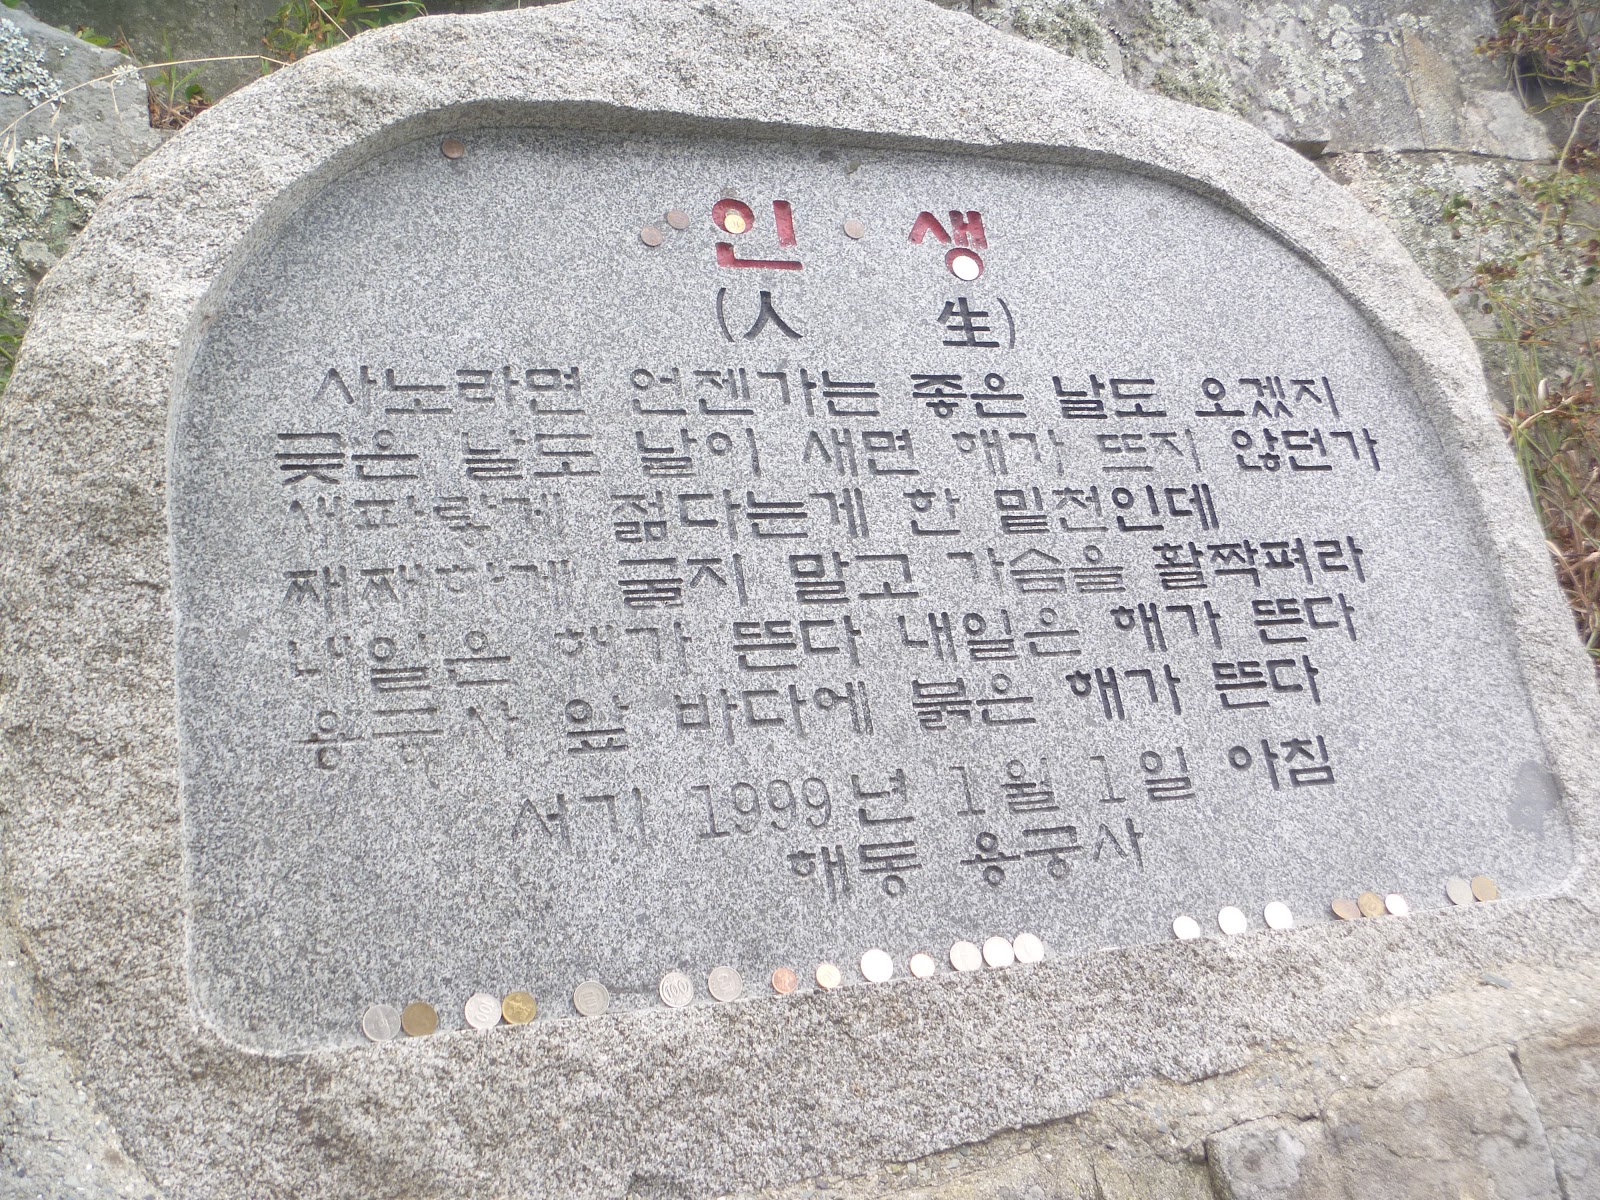 인 생
(人 生)
사노라면 언젠가는 좋은 날도 오겠지
궂은 날도 날이 새면 해가 뜨지 않던가
새파랗게 젊다는게 한 밑천인데
째째하게 굴지 말고 가슴을 활짝펴라
내일은 해가 뜬다 내일은 해가 뜬다
용궁사 앞 바다에 붉은 해가 뜬다
서기 1999년 1월 1일 아침
해동 용궁사